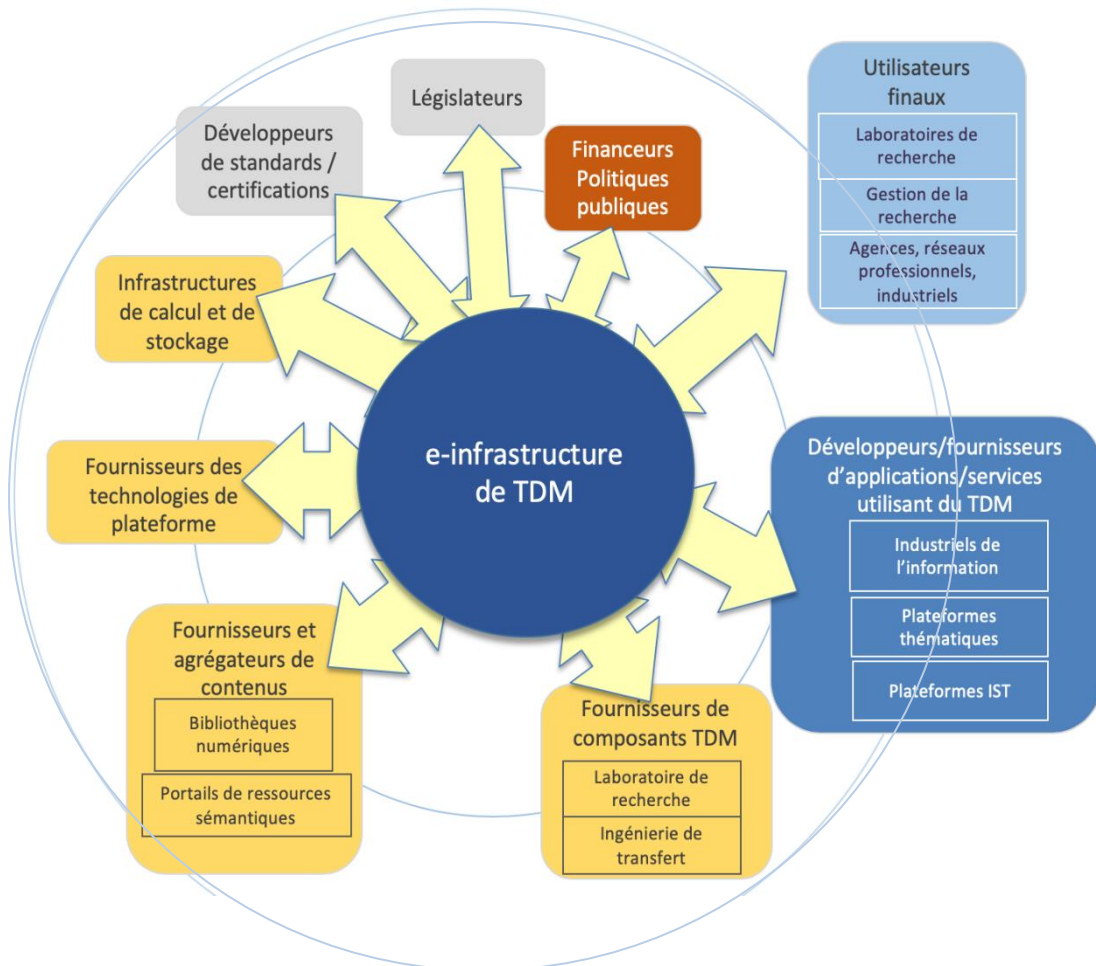 Législateurs
Développeurs
de standards /
certifications
Financeurs
Politiques
publiques
Utilisateurs
finaux
Laboratoires de
recherche
Gestion de la
recherche
Agences, réseaux
professionnels,
industriels
Infrastructures
de calcul et de
stockage
e-infrastructure
de TDM
Fournisseurs des
technologies de
plateforme
Développeurs/fournisseurs
d’applications/services
utilisant du TDM
Industriels de
l’information
Plateformes
thématiques
Plateformes IST
Fournisseurs et
agrégateurs de
contenus
Bibliothèques
numériques
Portails de ressources
sémantiques
Fournisseurs de
composants TDM
Laboratoire de
recherche
Ingénierie de
transfert